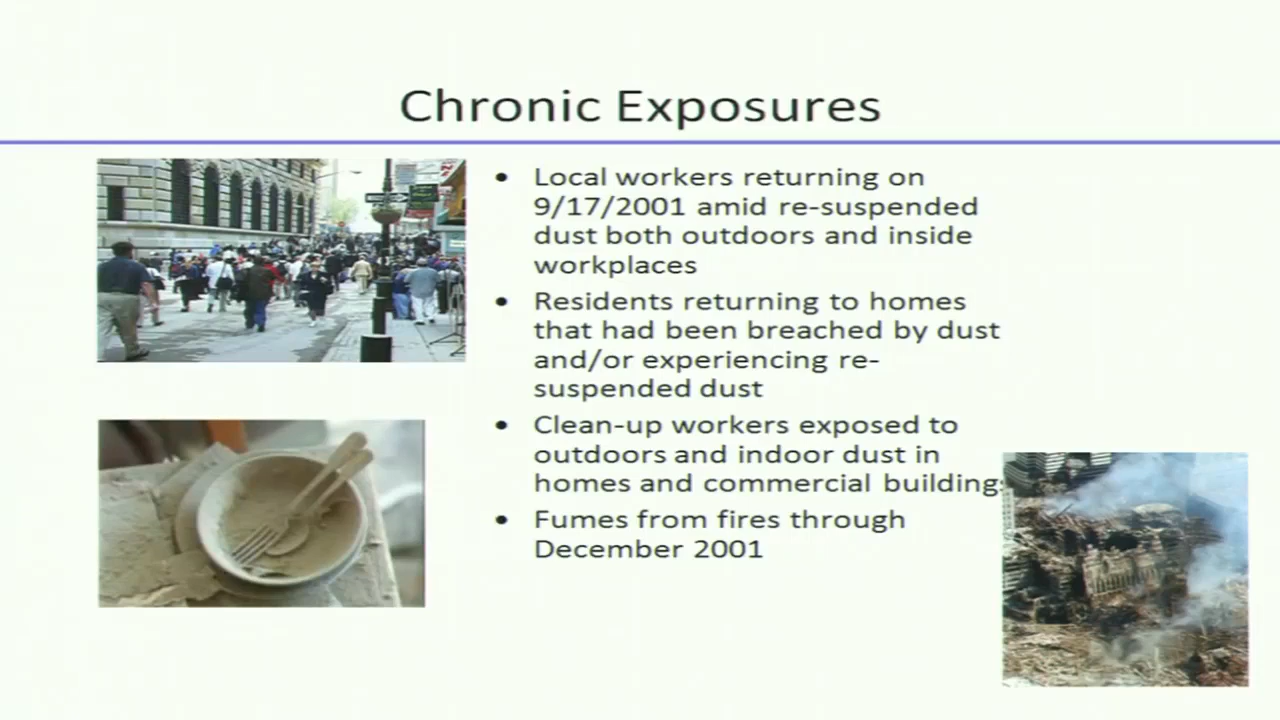 Chronic Exposures
• Local workers returning on
9/17/2001 amid re-suspended
dust both outdoors and inside
workplaces
• Residents returning to homes
that had been breached by dust
and/or experiencing re-
suspended dust
• Clean-up workers exposed to
outdoors and indoor dust in
homes and commercial buildings
• Fumes from fires through
December 2001